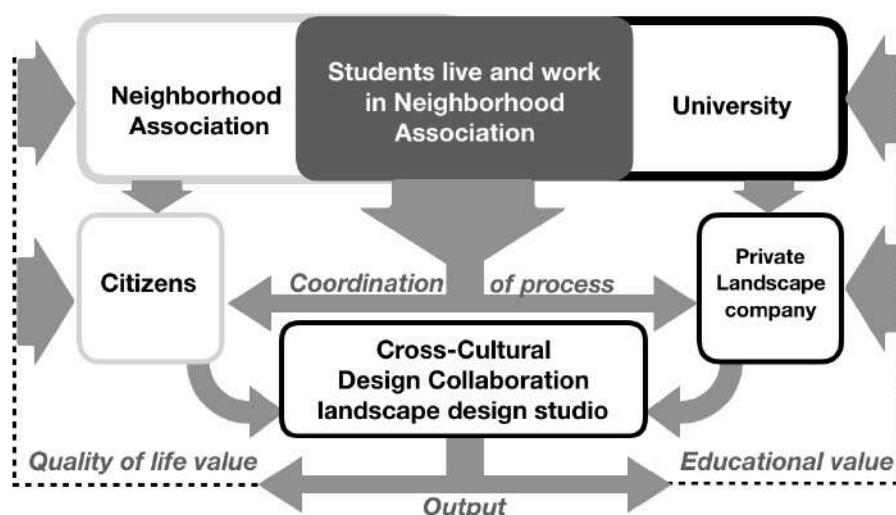 Neighborhood
Association
Students live and work
in Neighborhood
Association
University
Citizens
Coordination of process
Private
Landscape
company
Cross-Cultural
Design Collaboration
landscape design studio
Quality of life value
Educational value
Output